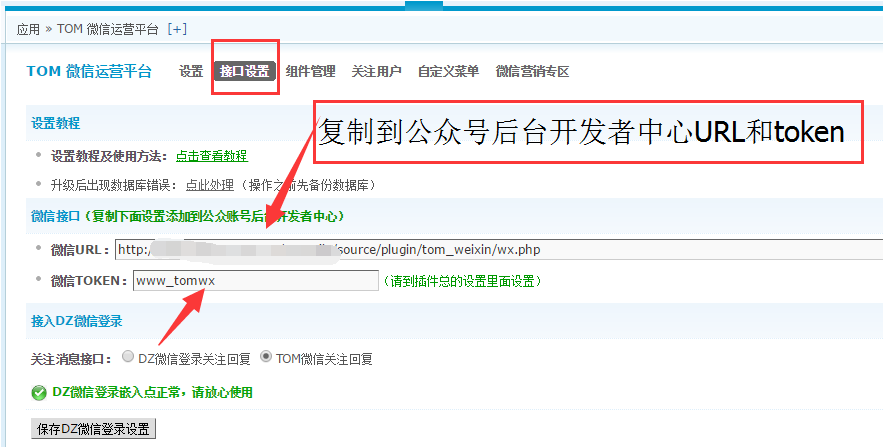 应用 » TOM 微信运营平台 [+]
TOM 微信运营平台 设置 接口设置 组件管理 关注用户 自定义菜单 微信营销专区
设置教程
复制到公众号后台开发者中心URL和token
设置教程及使用方法：点击查看教程
升级后出现数据库错误：点此处理（操作之前先备份数据库）
微信接口（复制下面设置添加到公众账号后台开发者中心）
微信URL：http:/ /source/plugin/tom_weixin/wx.php
微信TOKEN：www_tomwx（请到插件总的设置里面设置）
接入DZ微信登录
关注消息接口：DZ微信登录关注回复 TOM微信关注回复
DZ微信登录嵌入点正常，请放心使用
保存DZ微信登录设置